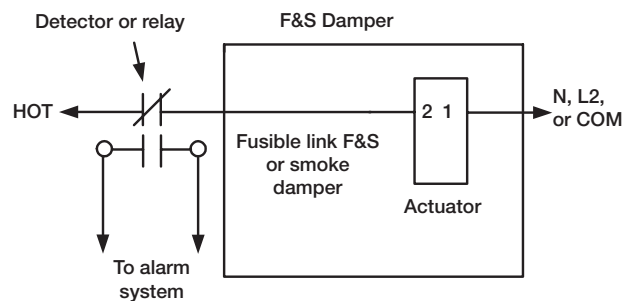 Detector or relay
F&S Damper
HOT
2 1
N, L2,
or COM
Fusible link F&S
or smoke
damper
Actuator
To alarm
system